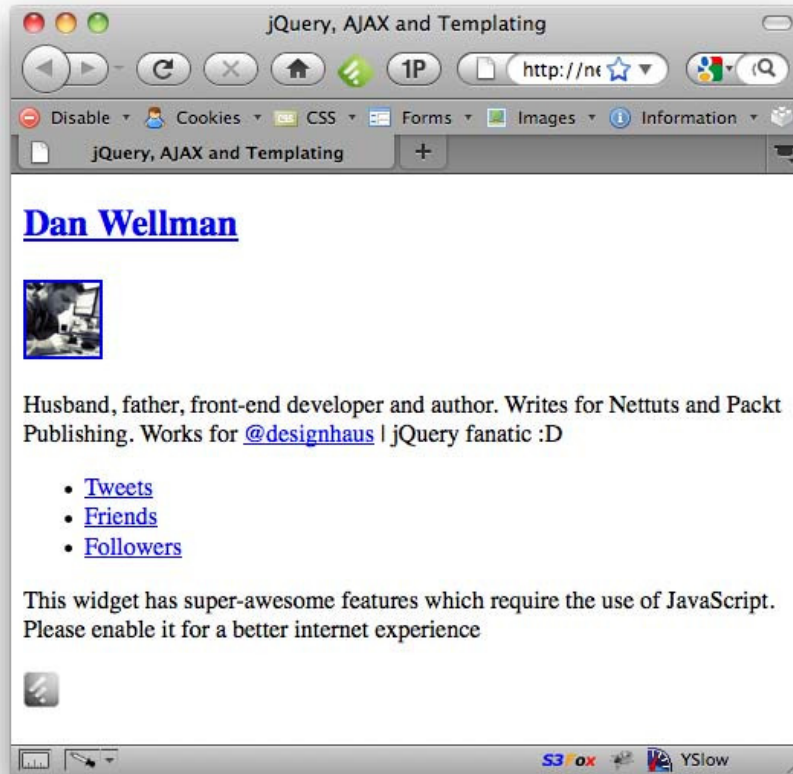 jQuery, AJAX and Templating
1P
http://ne
Disable Cookies CSS Forms Images Information
jQuery, AJAX and Templating +
Dan Wellman
Husband, father, front-end developer and author. Writes for Nettuts and Packt
Publishing. Works for @designhaus | jQuery fanatic :D
• Tweets
• Friends
• Followers
This widget has super-awesome features which require the use of JavaScript.
Please enable it for a better internet experience
S3Fox YSlow